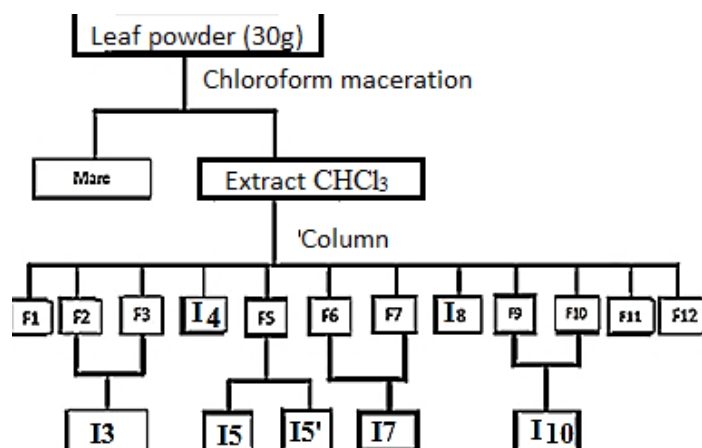 Leaf powder (30g)
Chloroform maceration
Marc
Extract CHCl₃
'Column
F1 F2 F3 I4 F5 F6 F7 I8 F9 F10 F11 F12
I3 I5 I5' I7 I10